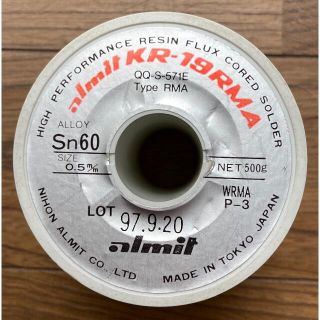 HIGH PERFORMANCE RESIN FLUX CORED SOLDER
almit KR-19RMA
QQ-S-571E
Type RMA
ALLOY
Sn60
SIZE
0.5m/m
NET 500g
WRMA
P-3
LOT 97.9.20
almit
NIHON ALMIT CO.,LTD
MADE IN TOKYO JAPAN